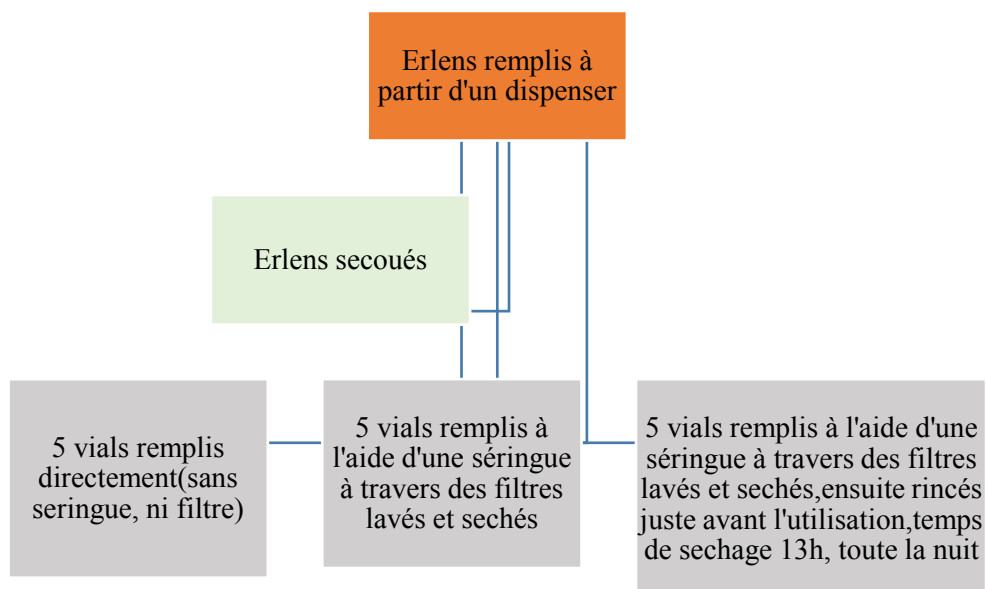 Erlens remplis à
partir d'un dispenser
Erlens secoués
5 vials remplis
directement(sans
seringue, ni filtre)
5 vials remplis à
l'aide d'une séringue
à travers des filtres
lavés et sechés
5 vials remplis à l'aide d'une
séringue à travers des filtres
lavés et sechés,ensuite rincés
juste avant l'utilisation,temps
de sechage 13h, toute la nuit